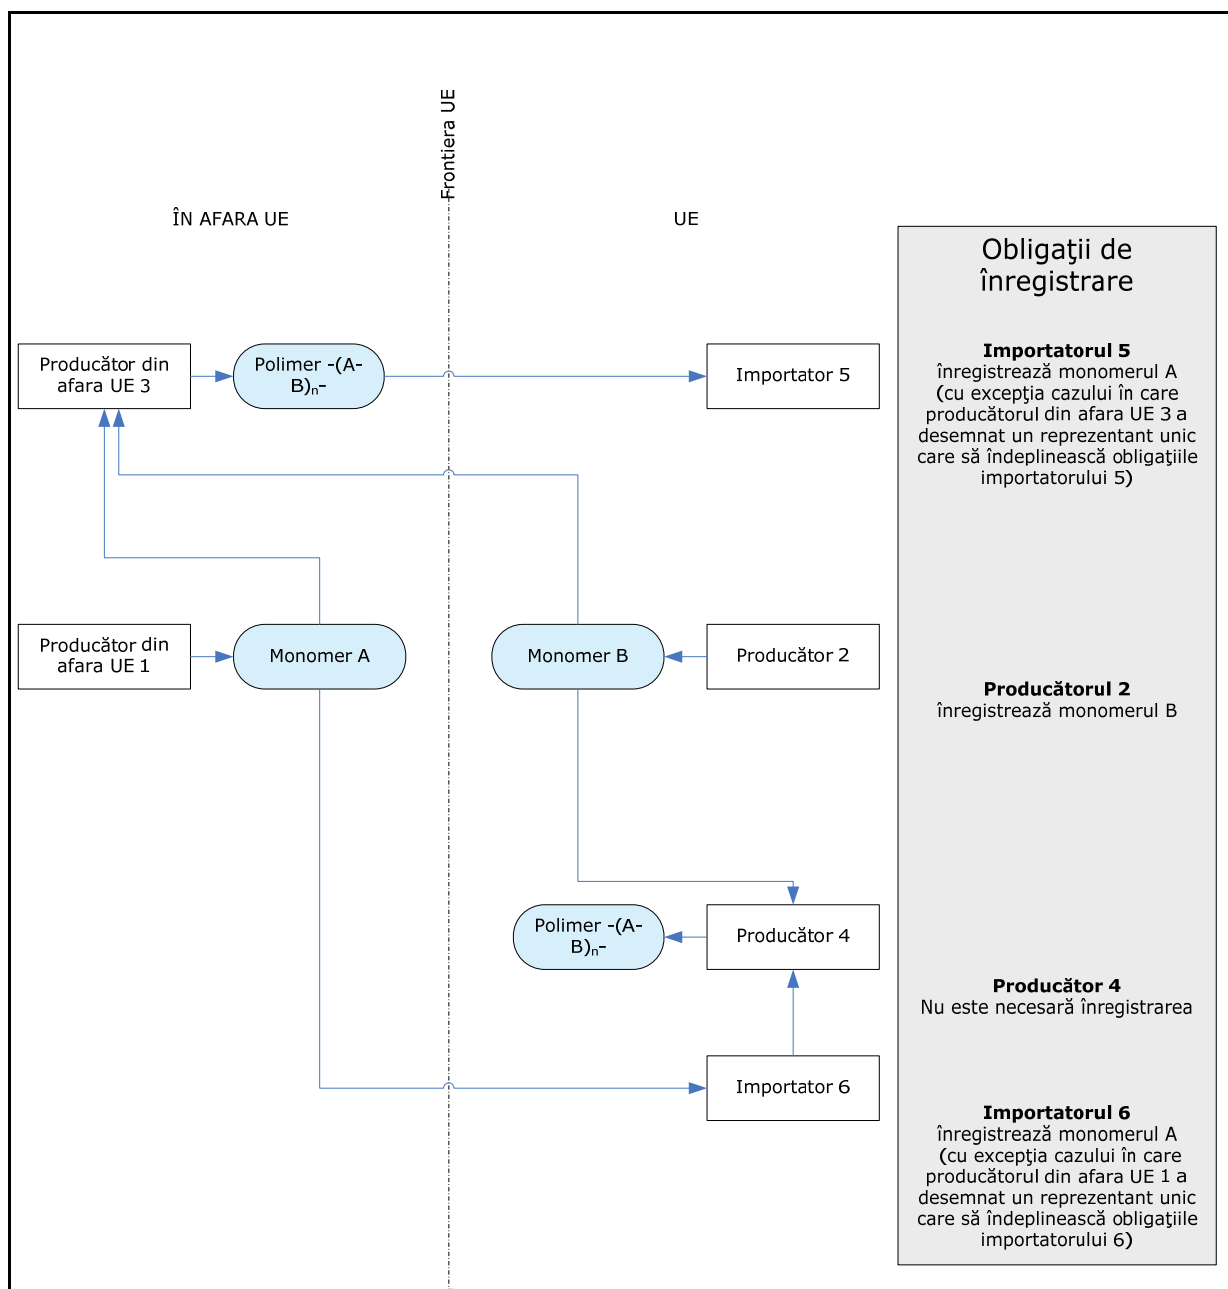 Frontiera UE
ÎN AFARA UE
UE
Obligaţii de
înregistrare
Producător din
afara UE 3
Polimer -(A-
B)ₙ-
Importator 5
Importatorul 5
înregistrează monomerul A
(cu excepţia cazului în care
producătorul din afara UE 3 a
desemnat un reprezentant unic
care să îndeplinească obligaţiile
importatorului 5)
Producător din
afara UE 1
Monomer A
Monomer B
Producător 2
Producătorul 2
înregistrează monomerul B
Polimer -(A-
B)ₙ-
Producător 4
Producător 4
Nu este necesară înregistrarea
Importator 6
Importatorul 6
înregistrează monomerul A
(cu excepţia cazului în care
producătorul din afara UE 1 a
desemnat un reprezentant unic
care să îndeplinească obligaţiile
importatorului 6)